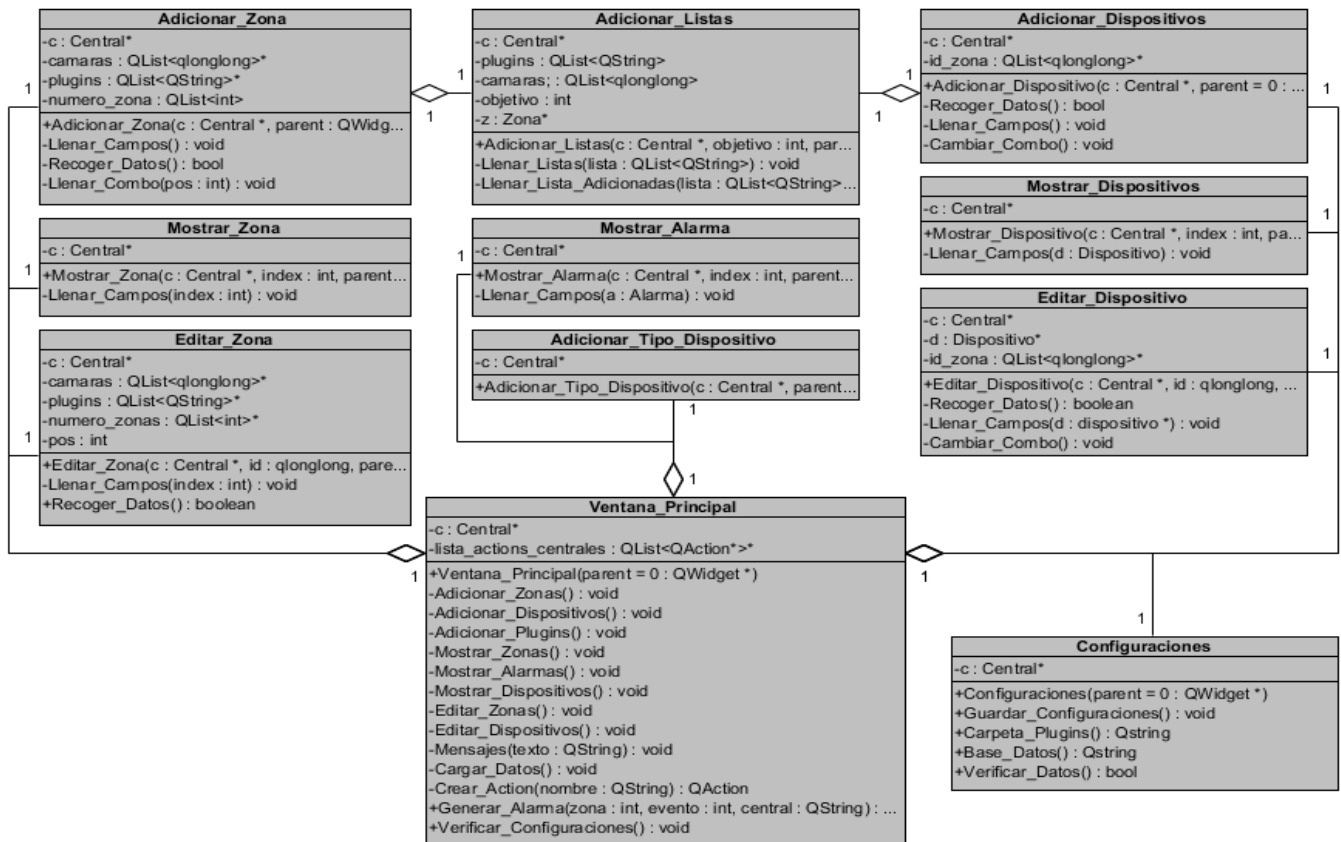 Adicionar_Zona
-c : Central*
-camaras : QList<qlonglong>*
-plugins : QList<QString>*
-numero_zona : QList<int>
+Adicionar_Zona(c : Central *, parent : QWidg...
-Llenar_Campos() : void
-Recoger_Datos() : bool
-Llenar_Combo(pos : int) : void
1
1
1
Adicionar_Listas
-c : Central*
-plugins : QList<QString>
-camaras; : QList<qlonglong>
-objetivo : int
-z : Zona*
+Adicionar_Listas(c : Central *, objetivo : int, par...
-Llenar_Listas(lista : QList<QString>) : void
-Llenar_Lista_Adicionadas(lista : QList<QString>...
1
1
1
Adicionar_Dispositivos
-c : Central*
-id_zona : QList<qlonglong>*
+Adicionar_Dispositivo(c : Central *, parent = 0 : ...
-Recoger_Datos() : bool
-Llenar_Campos() : void
-Cambiar_Combo() : void
Mostrar_Zona
-c : Central*
+Mostrar_Zona(c : Central *, index : int, parent...
-Llenar_Campos(index : int) : void
1
Mostrar_Alarma
-c : Central*
+Mostrar_Alarma(c : Central *, index : int, parent...
-Llenar_Campos(a : Alarma) : void
1
Mostrar_Dispositivos
-c : Central*
+Mostrar_Dispositivo(c : Central *, index : int, pa...
-Llenar_Campos(d : Dispositivo) : void
1
Editar_Zona
-c : Central*
-camaras : QList<qlonglong>*
-plugins : QList<QString>*
-numero_zonas : QList<int>*
-pos : int
+Editar_Zona(c : Central *, id : qlonglong, pare...
-Llenar_Campos(index : int) : void
+Recoger_Datos() : boolean
1
Adicionar_Tipo_Dispositivo
-c : Central*
+Adicionar_Tipo_Dispositivo(c : Central *, parent...
1
Editar_Dispositivo
-c : Central*
-d : Dispositivo*
-id_zona : QList<qlonglong>*
+Editar_Dispositivo(c : Central *, id : qlonglong, ...
-Recoger_Datos() : boolean
-Llenar_Campos(d : dispositivo *) : void
-Cambiar_Combo() : void
1
1
Ventana_Principal
-c : Central*
-lista_actions_centrales : QList<QAction*>*
+Ventana_Principal(parent = 0 : QWidget *)
-Adicionar_Zonas() : void
-Adicionar_Dispositivos() : void
-Adicionar_Plugins() : void
-Mostrar_Zonas() : void
-Mostrar_Alarmas() : void
-Mostrar_Dispositivos() : void
-Editar_Zonas() : void
-Editar_Dispositivos() : void
-Mensajes(texto : QString) : void
-Cargar_Datos() : void
-Crear_Action(nombre : QString) : QAction
+Generar_Alarma(zona : int, evento : int, central : QString) : ...
+Verificar_Configuraciones() : void
1
1
1
Configuraciones
-c : Central*
+Configuraciones(parent = 0 : QWidget *)
+Guardar_Configuraciones() : void
+Carpeta_Plugins() : Qstring
+Base_Datos() : Qstring
+Verificar_Datos() : bool